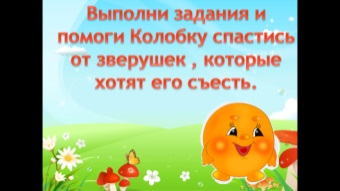 Выполни задания и
помоги Колобку спастись
от зверушек , которые
хотят его съесть.